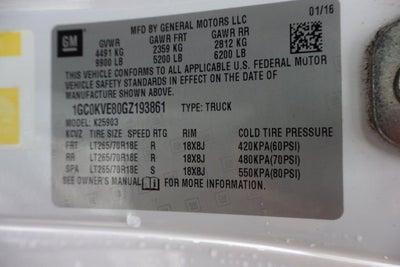 MFD BY GENERAL MOTORS LLC
01/16
GM
GVWR GAWR FRT GAWR RR
4491 KG 2359 KG 2812 KG
9900 LB 5200 LB 6200 LB
THIS VEHICLE CONFORMS TO ALL APPLICABLE U.S. FEDERAL MOTOR
VEHICLE SAFETY STANDARDS IN EFFECT ON THE DATE OF
MANUFACTURE SHOWN ABOVE.
1GC0KVE80GZ193861 TYPE: TRUCK
MODEL: K25903
KCVZ TIRE SIZE SPEED RTG RIM COLD TIRE PRESSURE
FRT LT265/70R18E R 18X8J 420KPA(60PSI)
RR LT265/70R18E R 18X8J 480KPA(70PSI)
SPA LT265/70R18E R 18X8J 550KPA(80PSI)
SEE OWNER'S MANUAL FOR MORE INFORMATION.